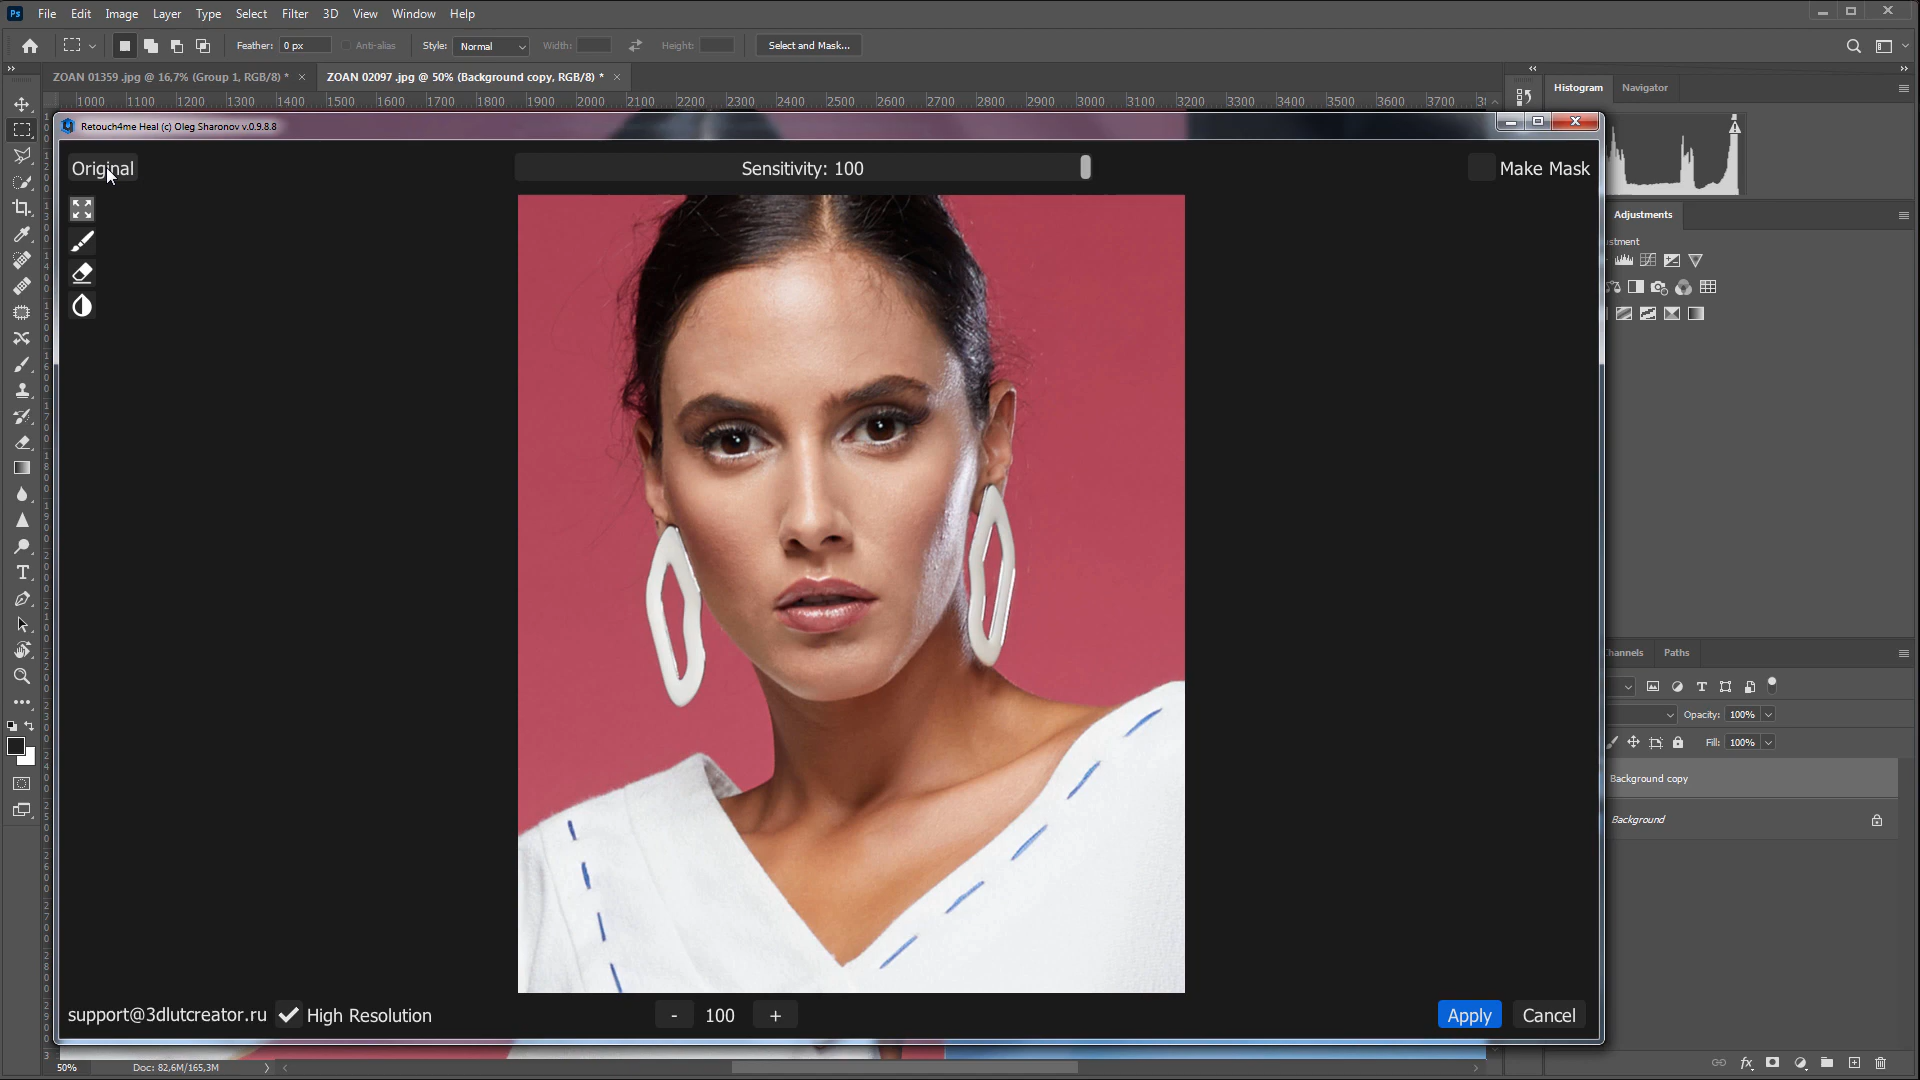 Ps File Edit Image Layer Type Select Filter 3D View Window Help
Feather: 0 px Anti-alias Style: Normal Width: Height: Select and Mask...
ZOAN 01359 .jpg @ 16,7% (Group 1, RGB/8) * × ZOAN 02097 .jpg @ 50% (Background copy, RGB/8) * ×
1000 1100 1200 1300 1400 1500 1600 1700 1800 1900 2000 2100 2200 2300 2400 2500 2600 2700 2800 2900 3000 3100 3200 3300 3400 3500 3600 3700
Histogram Navigator
Retouch4me Heal (c) Oleg Sharonov v.0.9.8.8
Original Sensitivity: 100 Make Mask
Adjustments
stment
hannels Paths
Opacity: 100%
Fill: 100%
Background copy
Background
support@3dlutcreator.ru High Resolution - 100 + Apply Cancel
50% Doc: 82,6M/165,3M